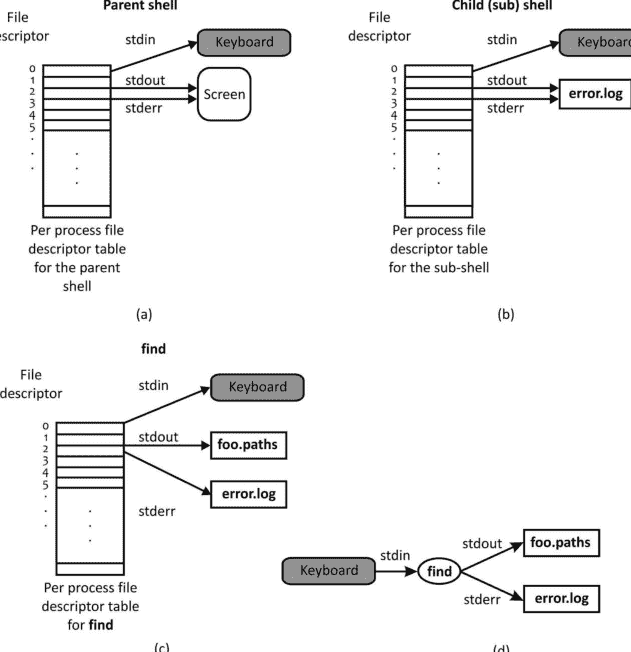 Parent shell
File
escriptor
stdin
Keyboard
0
1
2
3
4
5
.
.
.
stdout
stderr
Screen
.
.
.
Per process file
descriptor table
for the parent
shell
(a)
Child (sub) shell
File
descriptor
stdin
Keyboard
0
1
2
3
4
5
.
.
.
stdout
stderr
error.log
.
.
.
Per process file
descriptor table
for the sub-shell
(b)
find
File
descriptor
stdin
Keyboard
0
1
2
3
4
5
.
.
.
stdout
foo.paths
error.log
stderr
.
.
.
Per process file
descriptor table
for find
(c)
Keyboard
stdin
find
stdout
foo.paths
stderr
error.log
(d)